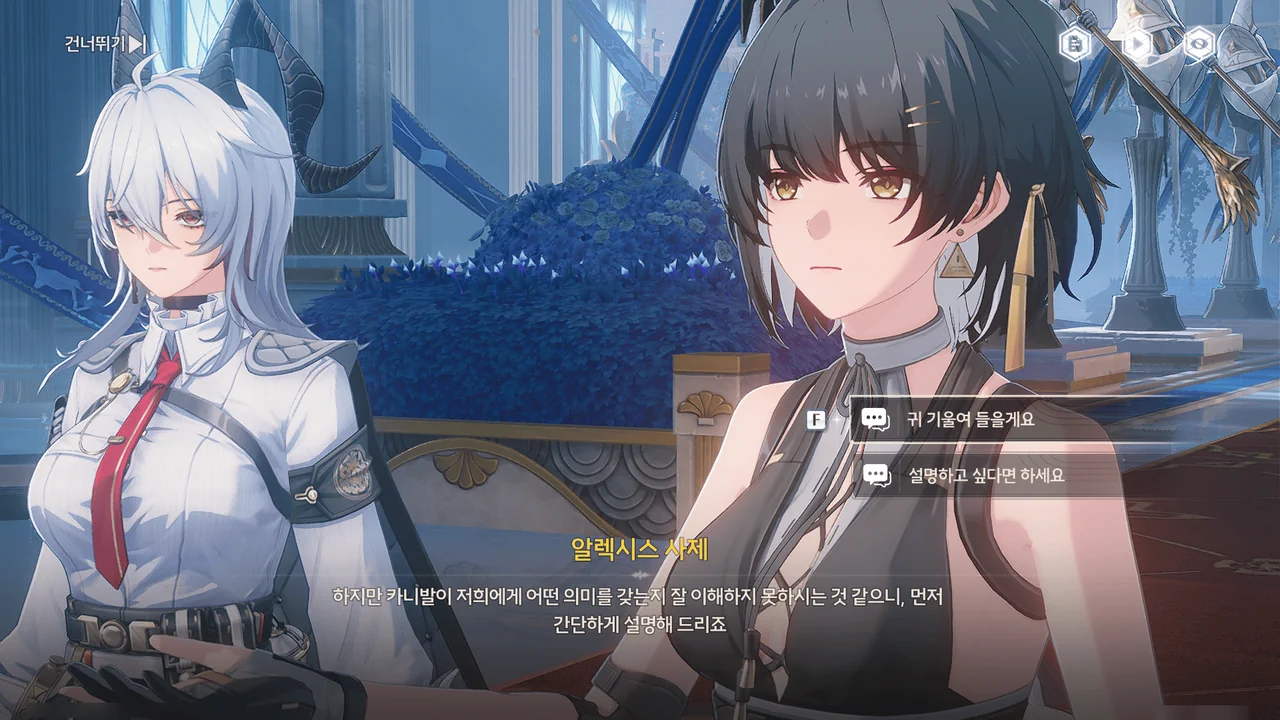 건너뛰기
F 귀 기울여 들을게요
설명하고 싶다면 하세요
알렉시스 사제
하지만 카니발이 저희에게 어떤 의미를 갖는지 잘 이해하지 못하시는 것 같으니, 먼저
간단하게 설명해 드리죠